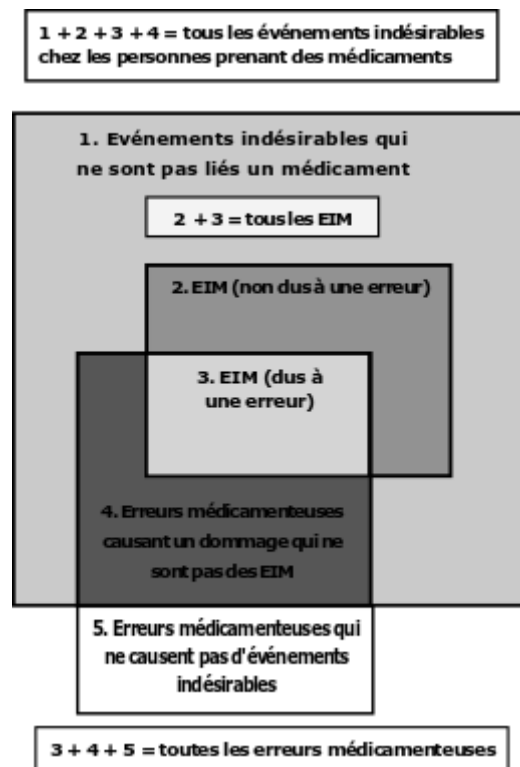 1 + 2 + 3 + 4 = tous les événements indésirables
chez les personnes prenant des médicaments
1. Evénements indésirables qui
ne sont pas liés un médicament
2 + 3 = tous les EIM
2. EIM (non dus à une erreur)
3. EIM (dus à
une erreur)
4. Erreurs médicamenteuses
causant un dommage qui ne
sont pas des EIM
5. Erreurs médicamenteuses qui
ne causent pas d'événements
indésirables
3 + 4 + 5 = toutes les erreurs médicamenteuses